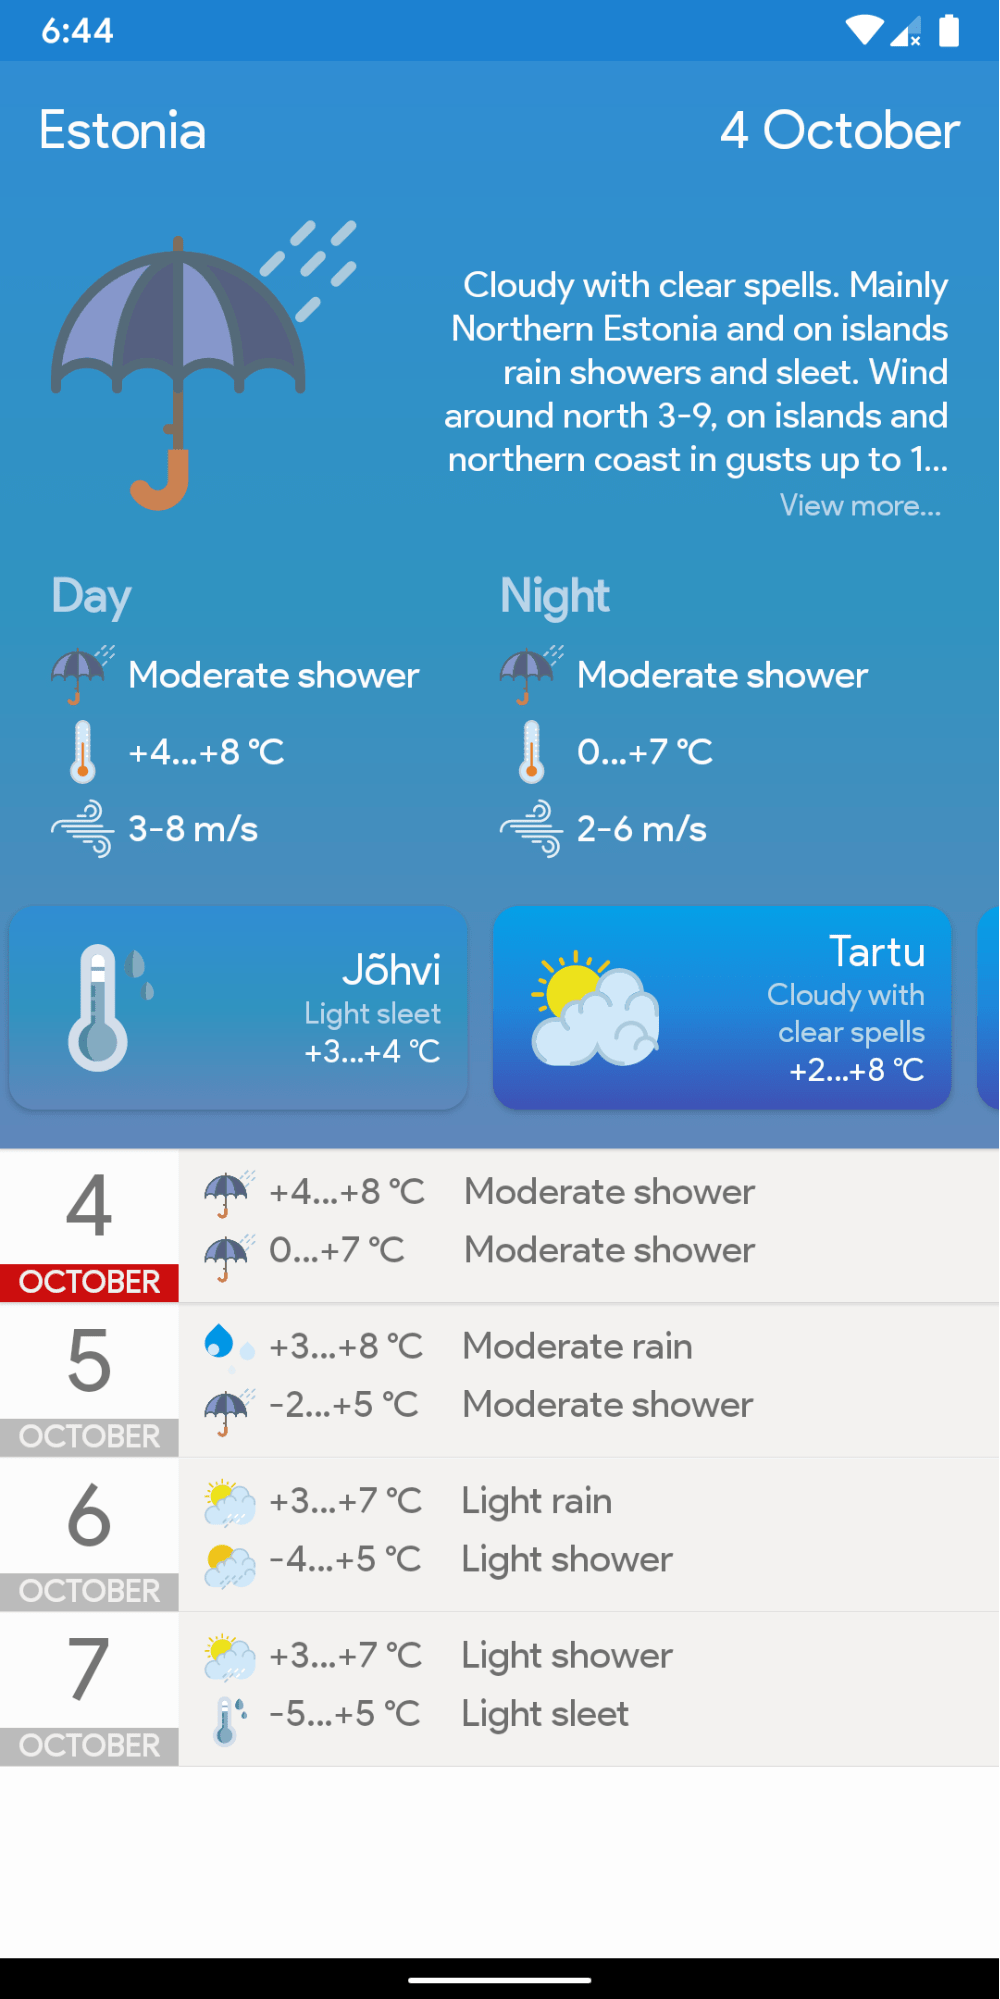 6:44
Estonia
4 October
Cloudy with clear spells. Mainly
Northern Estonia and on islands
rain showers and sleet. Wind
around north 3-9, on islands and
northern coast in gusts up to 1...
View more...
Day
Night
Moderate shower
Moderate shower
+4...+8 °C
0...+7 °C
3-8 m/s
2-6 m/s
Jõhvi
Light sleet
+3...+4 °C
Tartu
Cloudy with
clear spells
+2...+8 °C
4
OCTOBER
+4...+8 °C Moderate shower
0...+7 °C Moderate shower
5
OCTOBER
+3...+8 °C Moderate rain
-2...+5 °C Moderate shower
6
OCTOBER
+3...+7 °C Light rain
-4...+5 °C Light shower
7
OCTOBER
+3...+7 °C Light shower
-5...+5 °C Light sleet